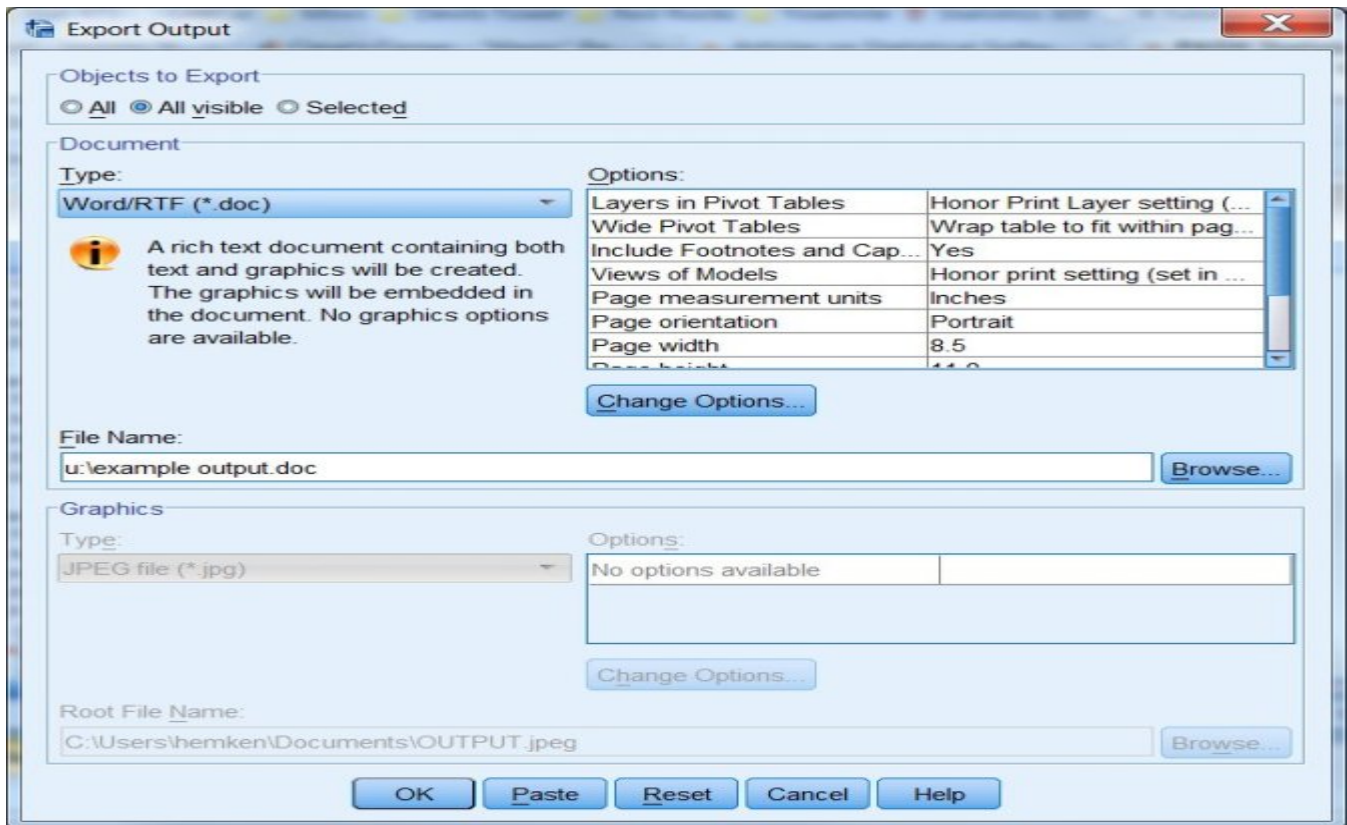 Export Output
Objects to Export
All All visible Selected
Document
Type:
Word/RTF (*.doc)
A rich text document containing both
text and graphics will be created.
The graphics will be embedded in
the document. No graphics options
are available.
Options:
Layers in Pivot Tables Honor Print Layer setting (...
Wide Pivot Tables Wrap table to fit within pag...
Include Footnotes and Cap... Yes
Views of Models Honor print setting (set in ...
Page measurement units Inches
Page orientation Portrait
Page width 8.5
Page height
Change Options...
File Name:
u:\example output.doc
Browse...
Graphics
Type:
JPEG file (*.jpg)
Options:
No options available
Change Options...
Root File Name:
C:\Users\hemken\Documents\OUTPUT.jpeg
Browse...
OK Paste Reset Cancel Help